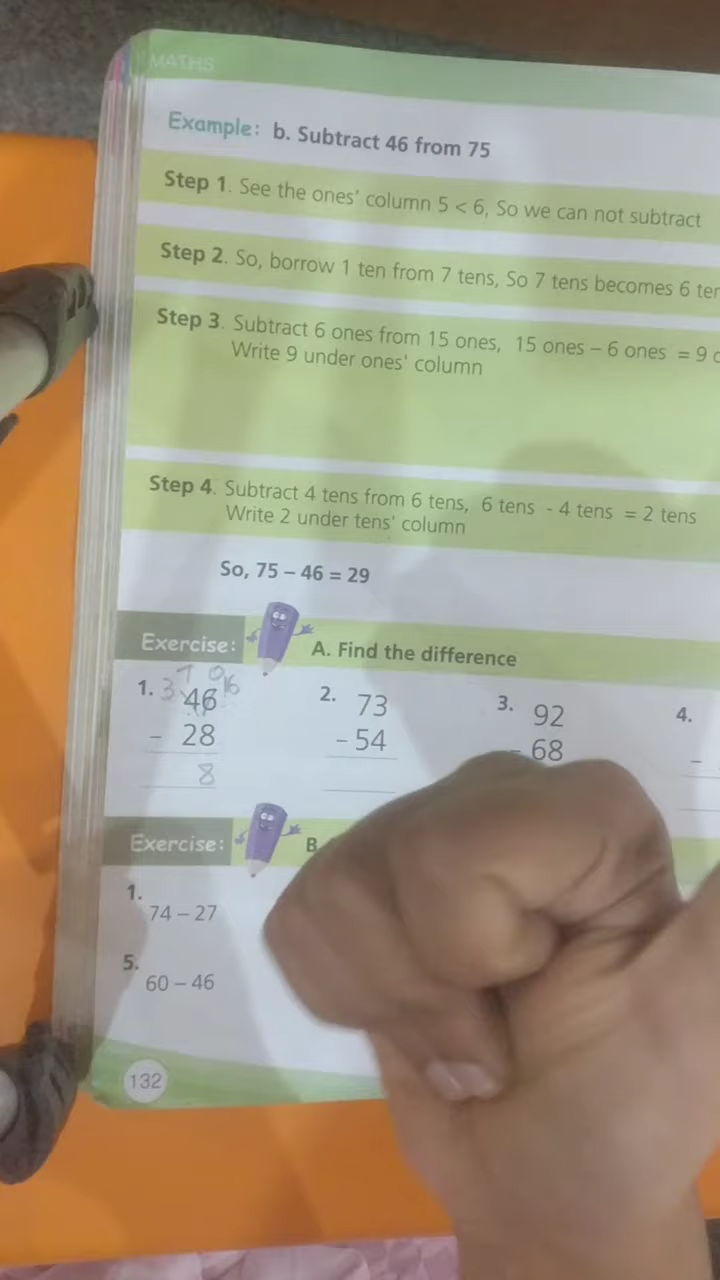 MATHS
Example: b. Subtract 46 from 75
Step 1. See the ones' column 5 < 6, So we can not subtract
Step 2. So, borrow 1 ten from 7 tens, So 7 tens becomes 6
Step 3. Subtract 6 ones from 15 ones, 15 ones – 6 ones = 9
Write 9 under ones' column
Step 4. Subtract 4 tens from 6 tens, 6 tens - 4 tens = 2 tens
Write 2 under tens' column
So, 75 – 46 = 29
Exercise: A. Find the difference
T O
1. 3 46 16 2. 73 3. 92 4.
– 28 – 54 – 68 –
8
Exercise: B
1.
74 – 27
5.
60 – 46
132